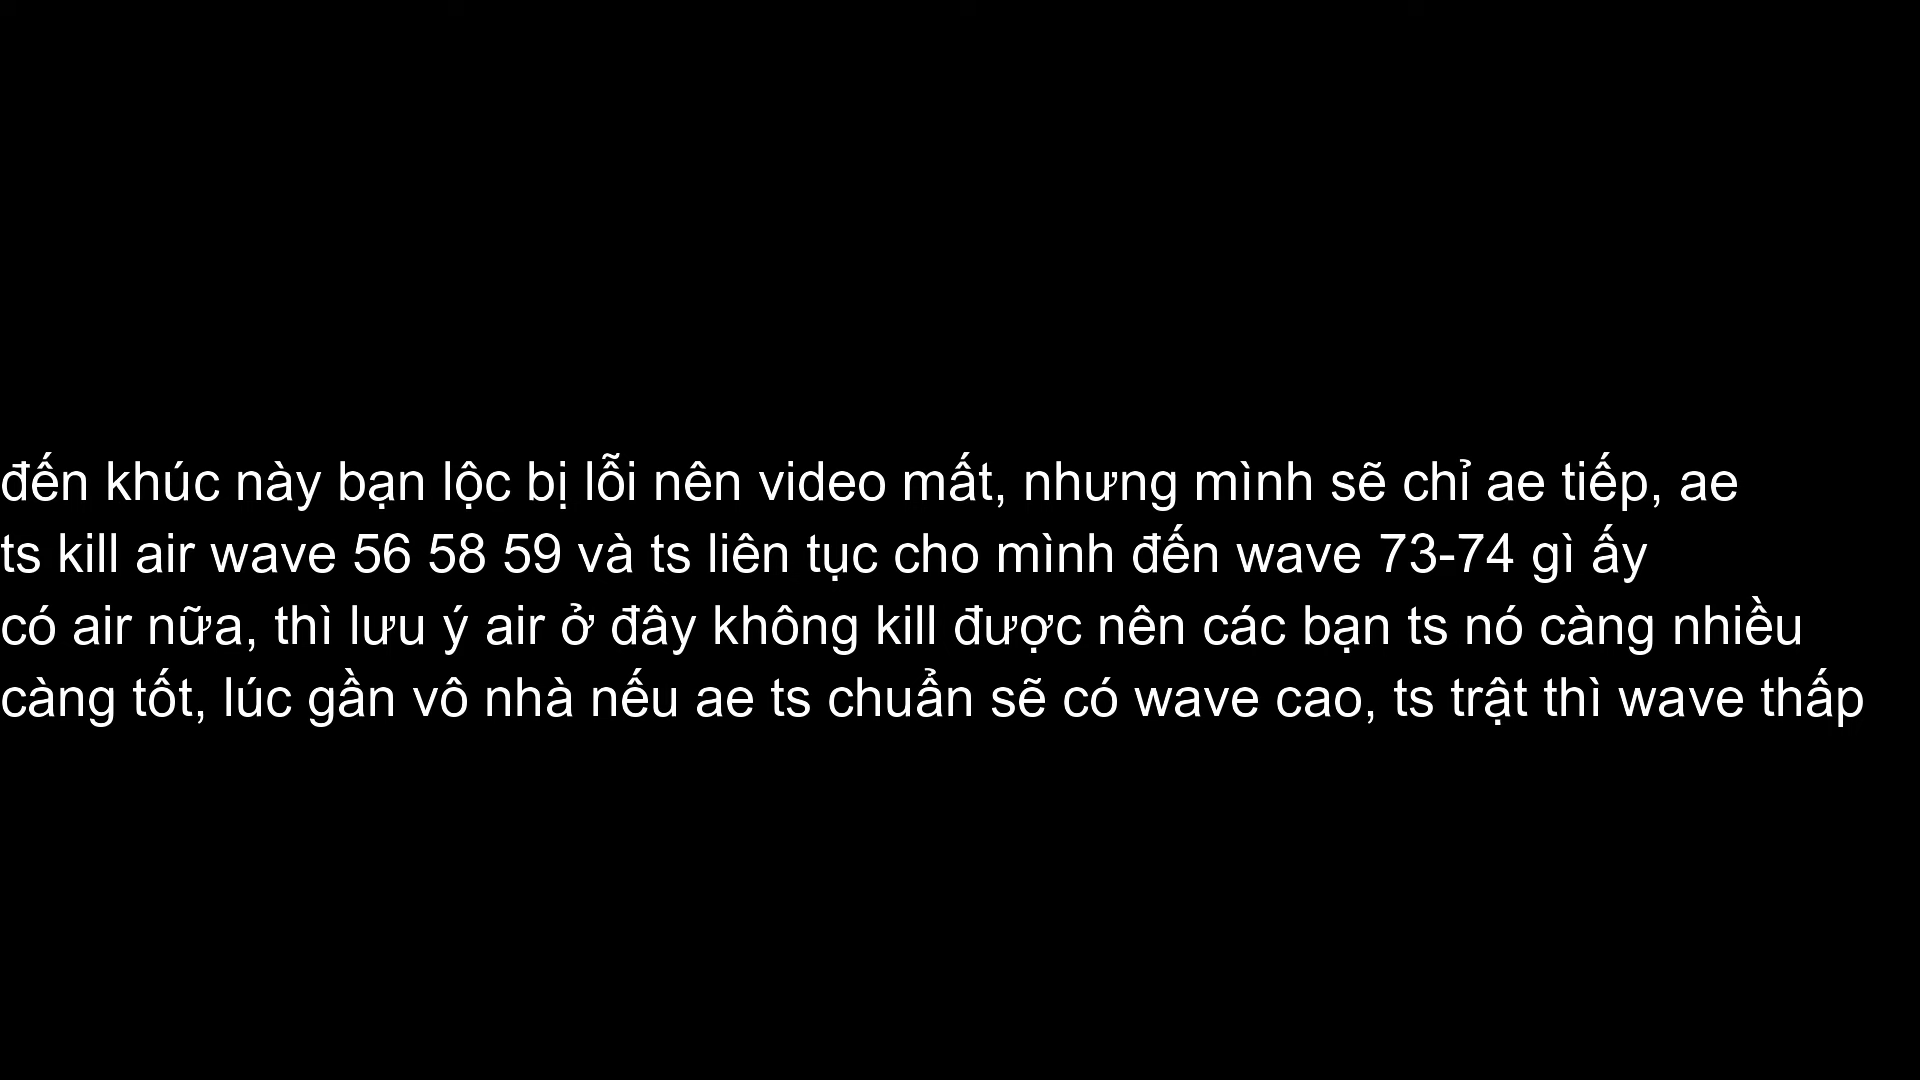 đến khúc này bạn lộc bị lỗi nên video mất, nhưng mình sẽ chỉ ae tiếp, ae
ts kill air wave 56 58 59 và ts liên tục cho mình đến wave 73-74 gì ấy
có air nữa, thì lưu ý air ở đây không kill được nên các bạn ts nó càng nhiều
càng tốt, lúc gần vô nhà nếu ae ts chuẩn sẽ có wave cao, ts trật thì wave thấp